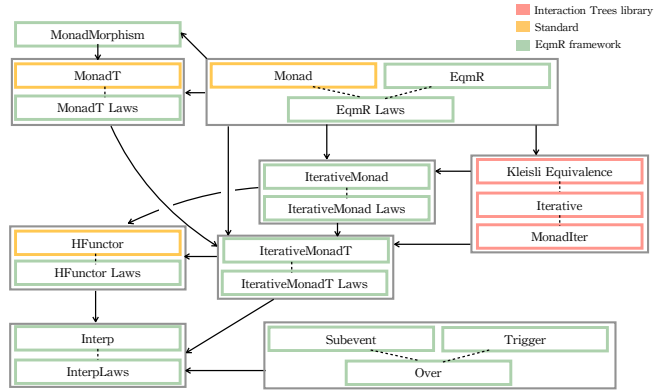 Interaction Trees library
Standard
EqmR framework
MonadMorphism
MonadT
MonadT Laws
Monad
EqmR
EqmR Laws
IterativeMonad
IterativeMonad Laws
Kleisli Equivalence
Iterative
MonadIter
HFunctor
HFunctor Laws
IterativeMonadT
IterativeMonadT Laws
Interp
InterpLaws
Subevent
Trigger
Over